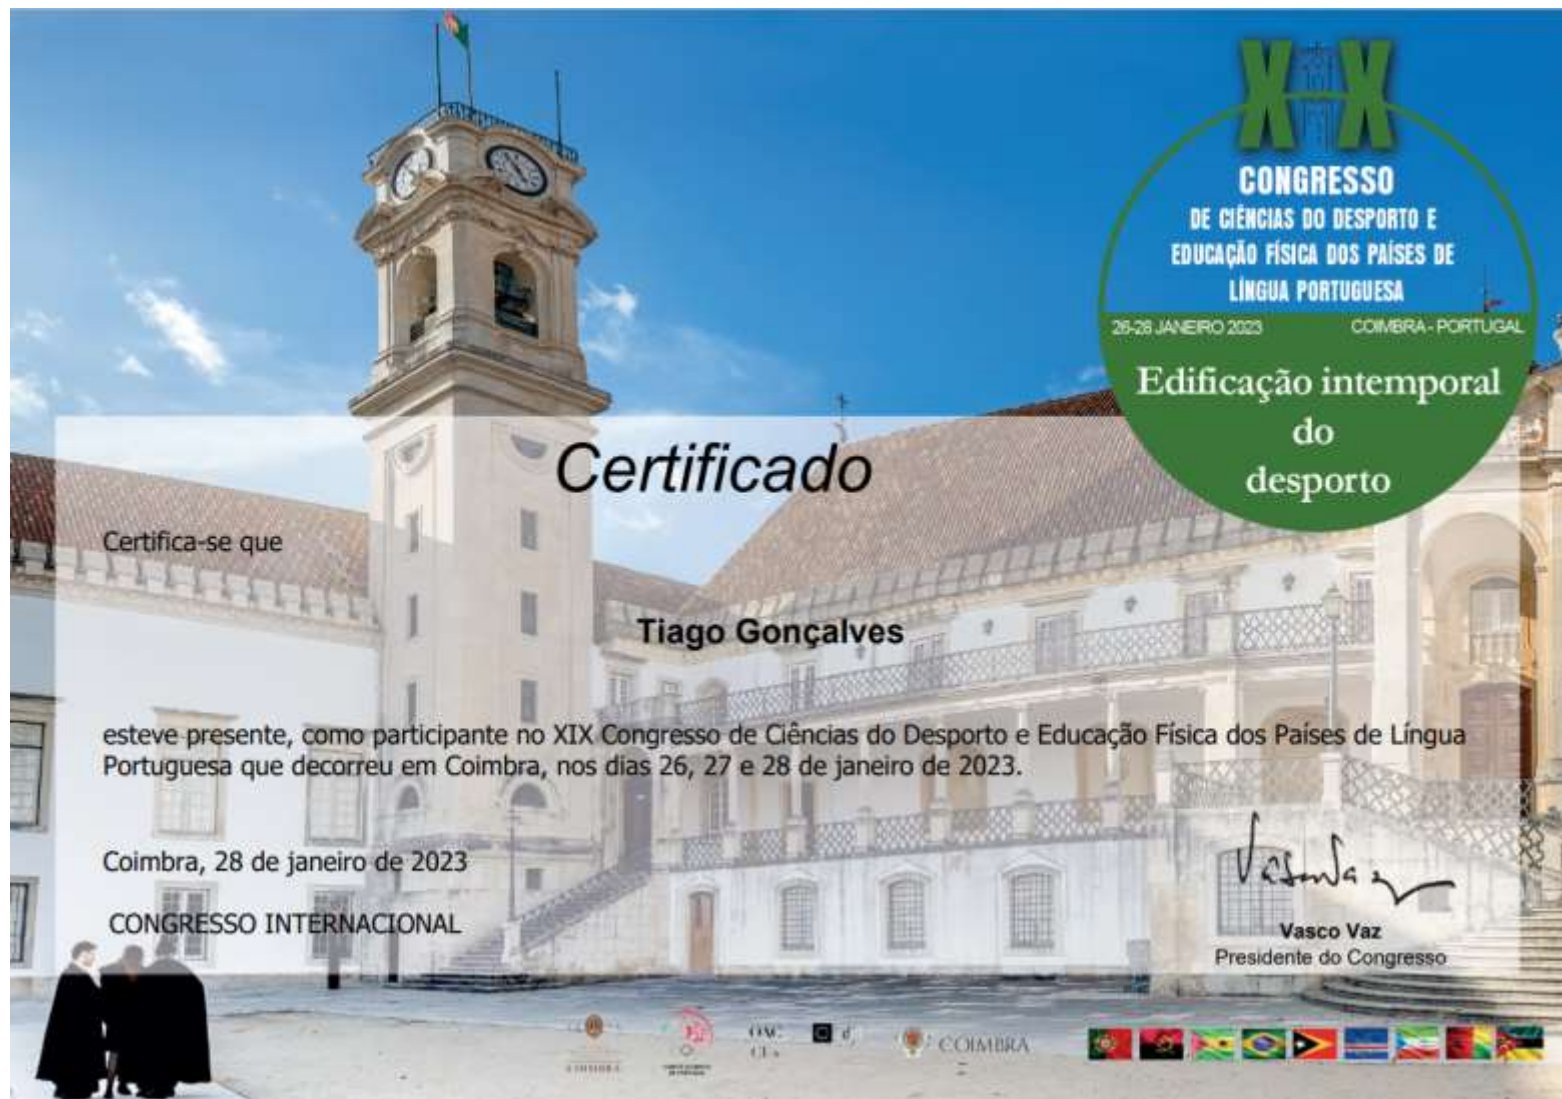 XIX
CONGRESSO
DE CIÊNCIAS DO DESPORTO E
EDUCAÇÃO FÍSICA DOS PAÍSES DE
LÍNGUA PORTUGUESA
26-28 JANEIRO 2023 COIMBRA - PORTUGAL
Edificação intemporal
do
desporto
Certificado
Certifica-se que
Tiago Gonçalves
esteve presente, como participante no XIX Congresso de Ciências do Desporto e Educação Física dos Países de Língua
Portuguesa que decorreu em Coimbra, nos dias 26, 27 e 28 de janeiro de 2023.
Coimbra, 28 de janeiro de 2023
CONGRESSO INTERNACIONAL
Vasco Vaz
Presidente do Congresso
COIMBRA